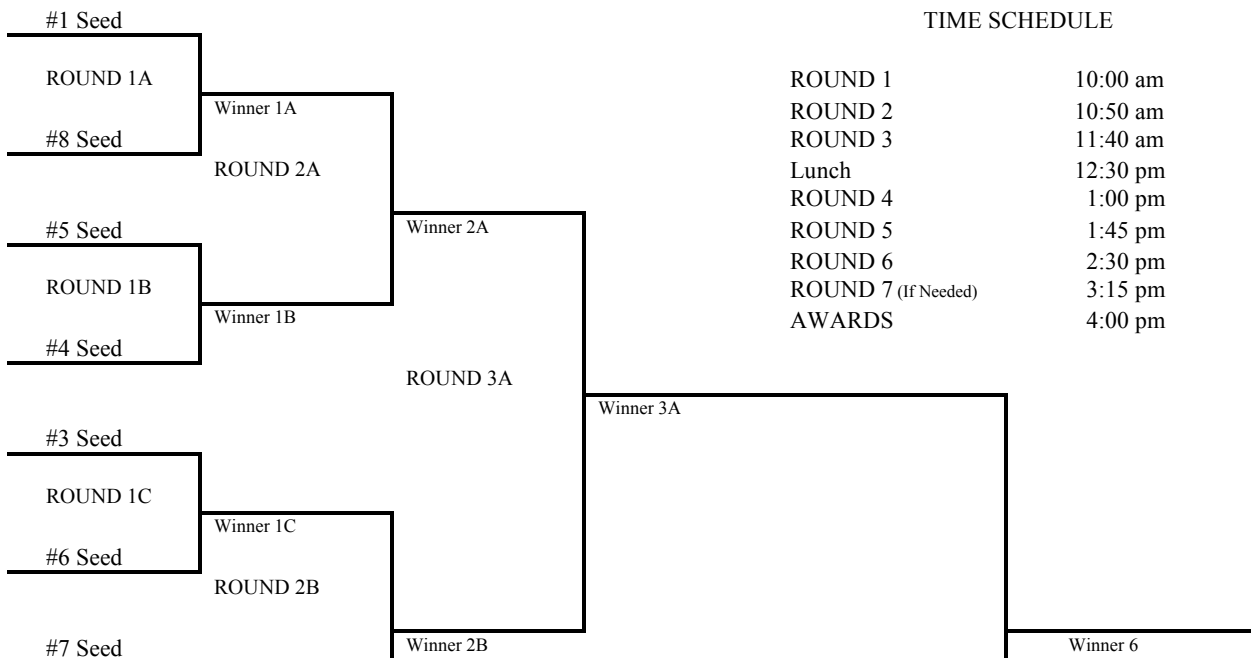 #1 Seed
ROUND 1A
Winner 1A
#8 Seed
ROUND 2A
#5 Seed
Winner 2A
ROUND 1B
Winner 1B
#4 Seed
ROUND 3A
Winner 3A
#3 Seed
ROUND 1C
Winner 1C
#6 Seed
ROUND 2B
#7 Seed
Winner 2B
Winner 6
TIME SCHEDULE
ROUND 1 10:00 am
ROUND 2 10:50 am
ROUND 3 11:40 am
Lunch 12:30 pm
ROUND 4 1:00 pm
ROUND 5 1:45 pm
ROUND 6 2:30 pm
ROUND 7 (If Needed) 3:15 pm
AWARDS 4:00 pm